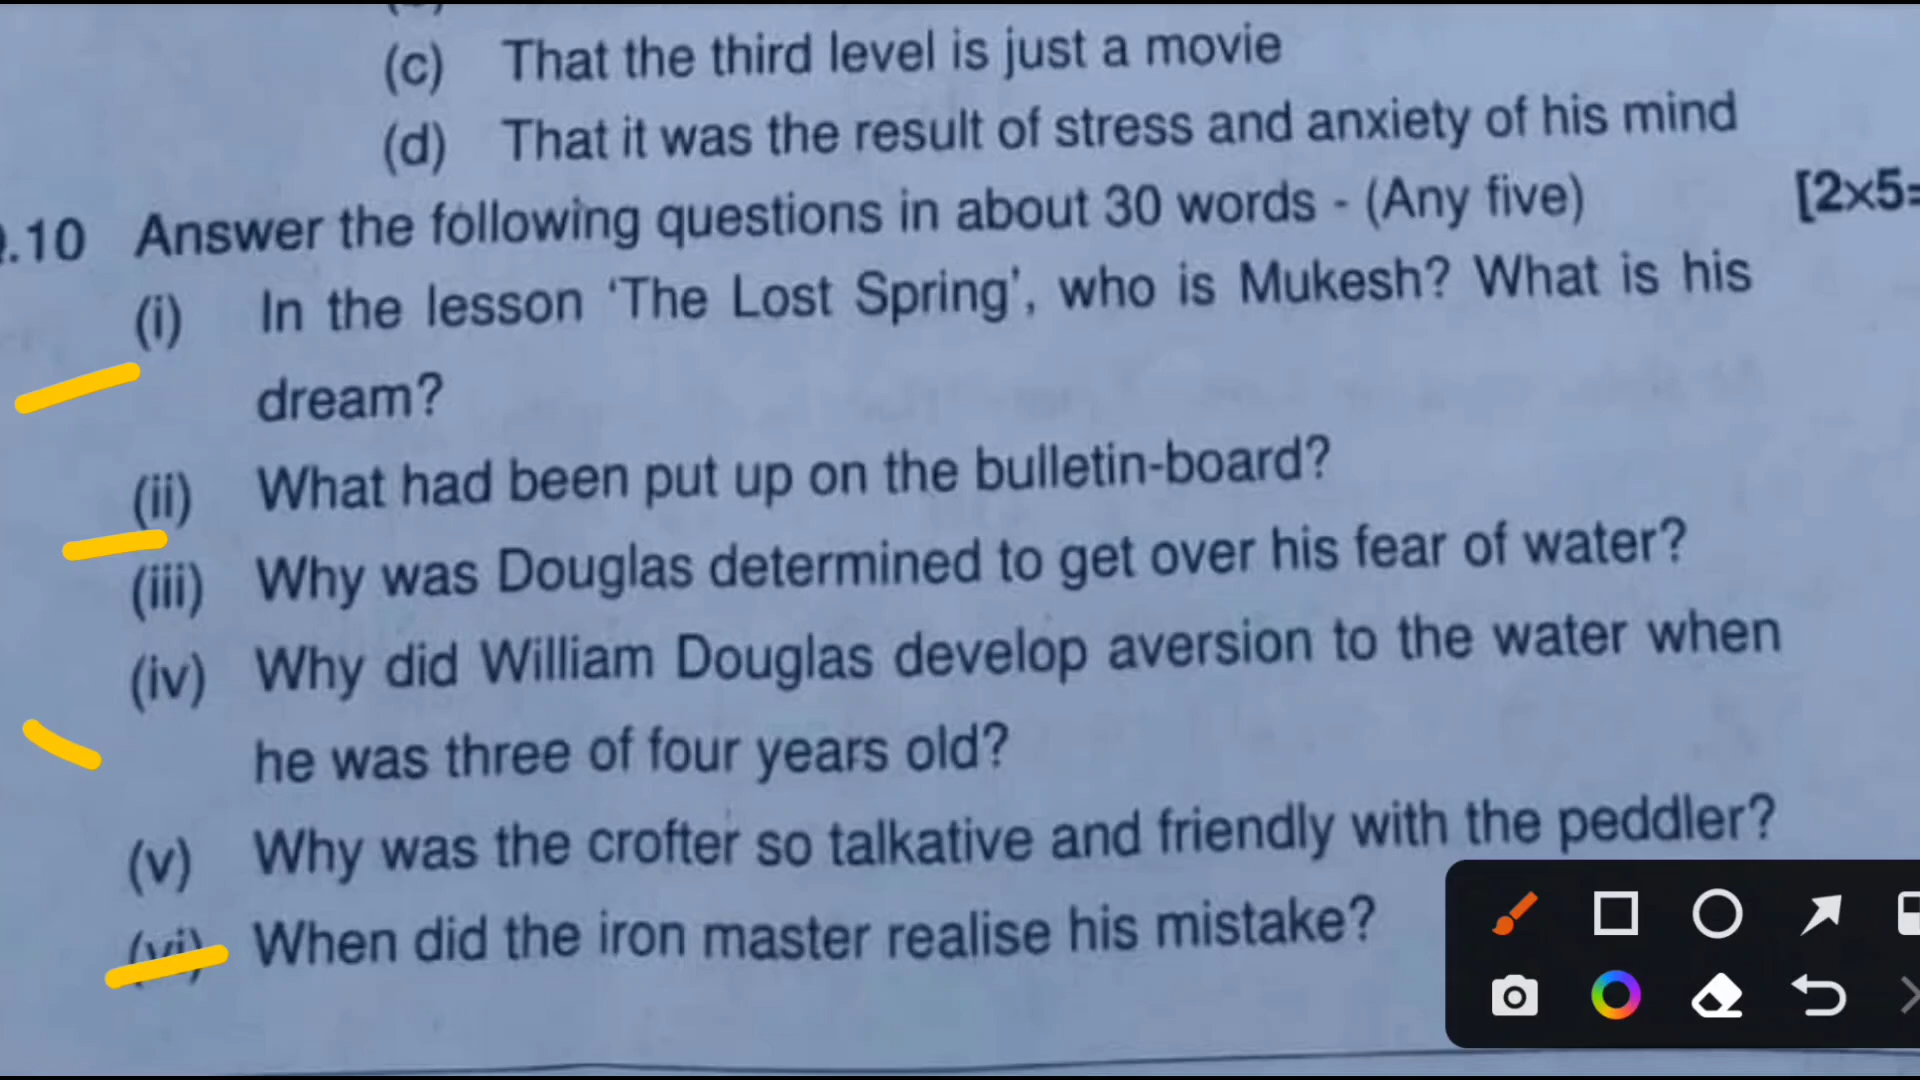 (c) That the third level is just a movie
(d) That it was the result of stress and anxiety of his mind
.10 Answer the following questions in about 30 words - (Any five) [2×5=
(i) In the lesson 'The Lost Spring', who is Mukesh? What is his
dream?
(ii) What had been put up on the bulletin-board?
(iii) Why was Douglas determined to get over his fear of water?
(iv) Why did William Douglas develop aversion to the water when
he was three of four years old?
(v) Why was the crofter so talkative and friendly with the peddler?
(vi) When did the iron master realise his mistake?